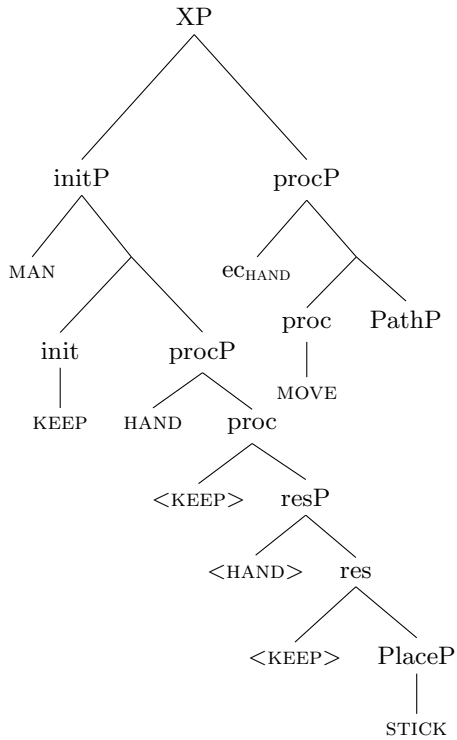 XP
initP procP
MAN ec_HAND
proc PathP
init procP
MOVE
KEEP HAND proc
<KEEP> resP
<HAND> res
<KEEP> PlaceP
STICK